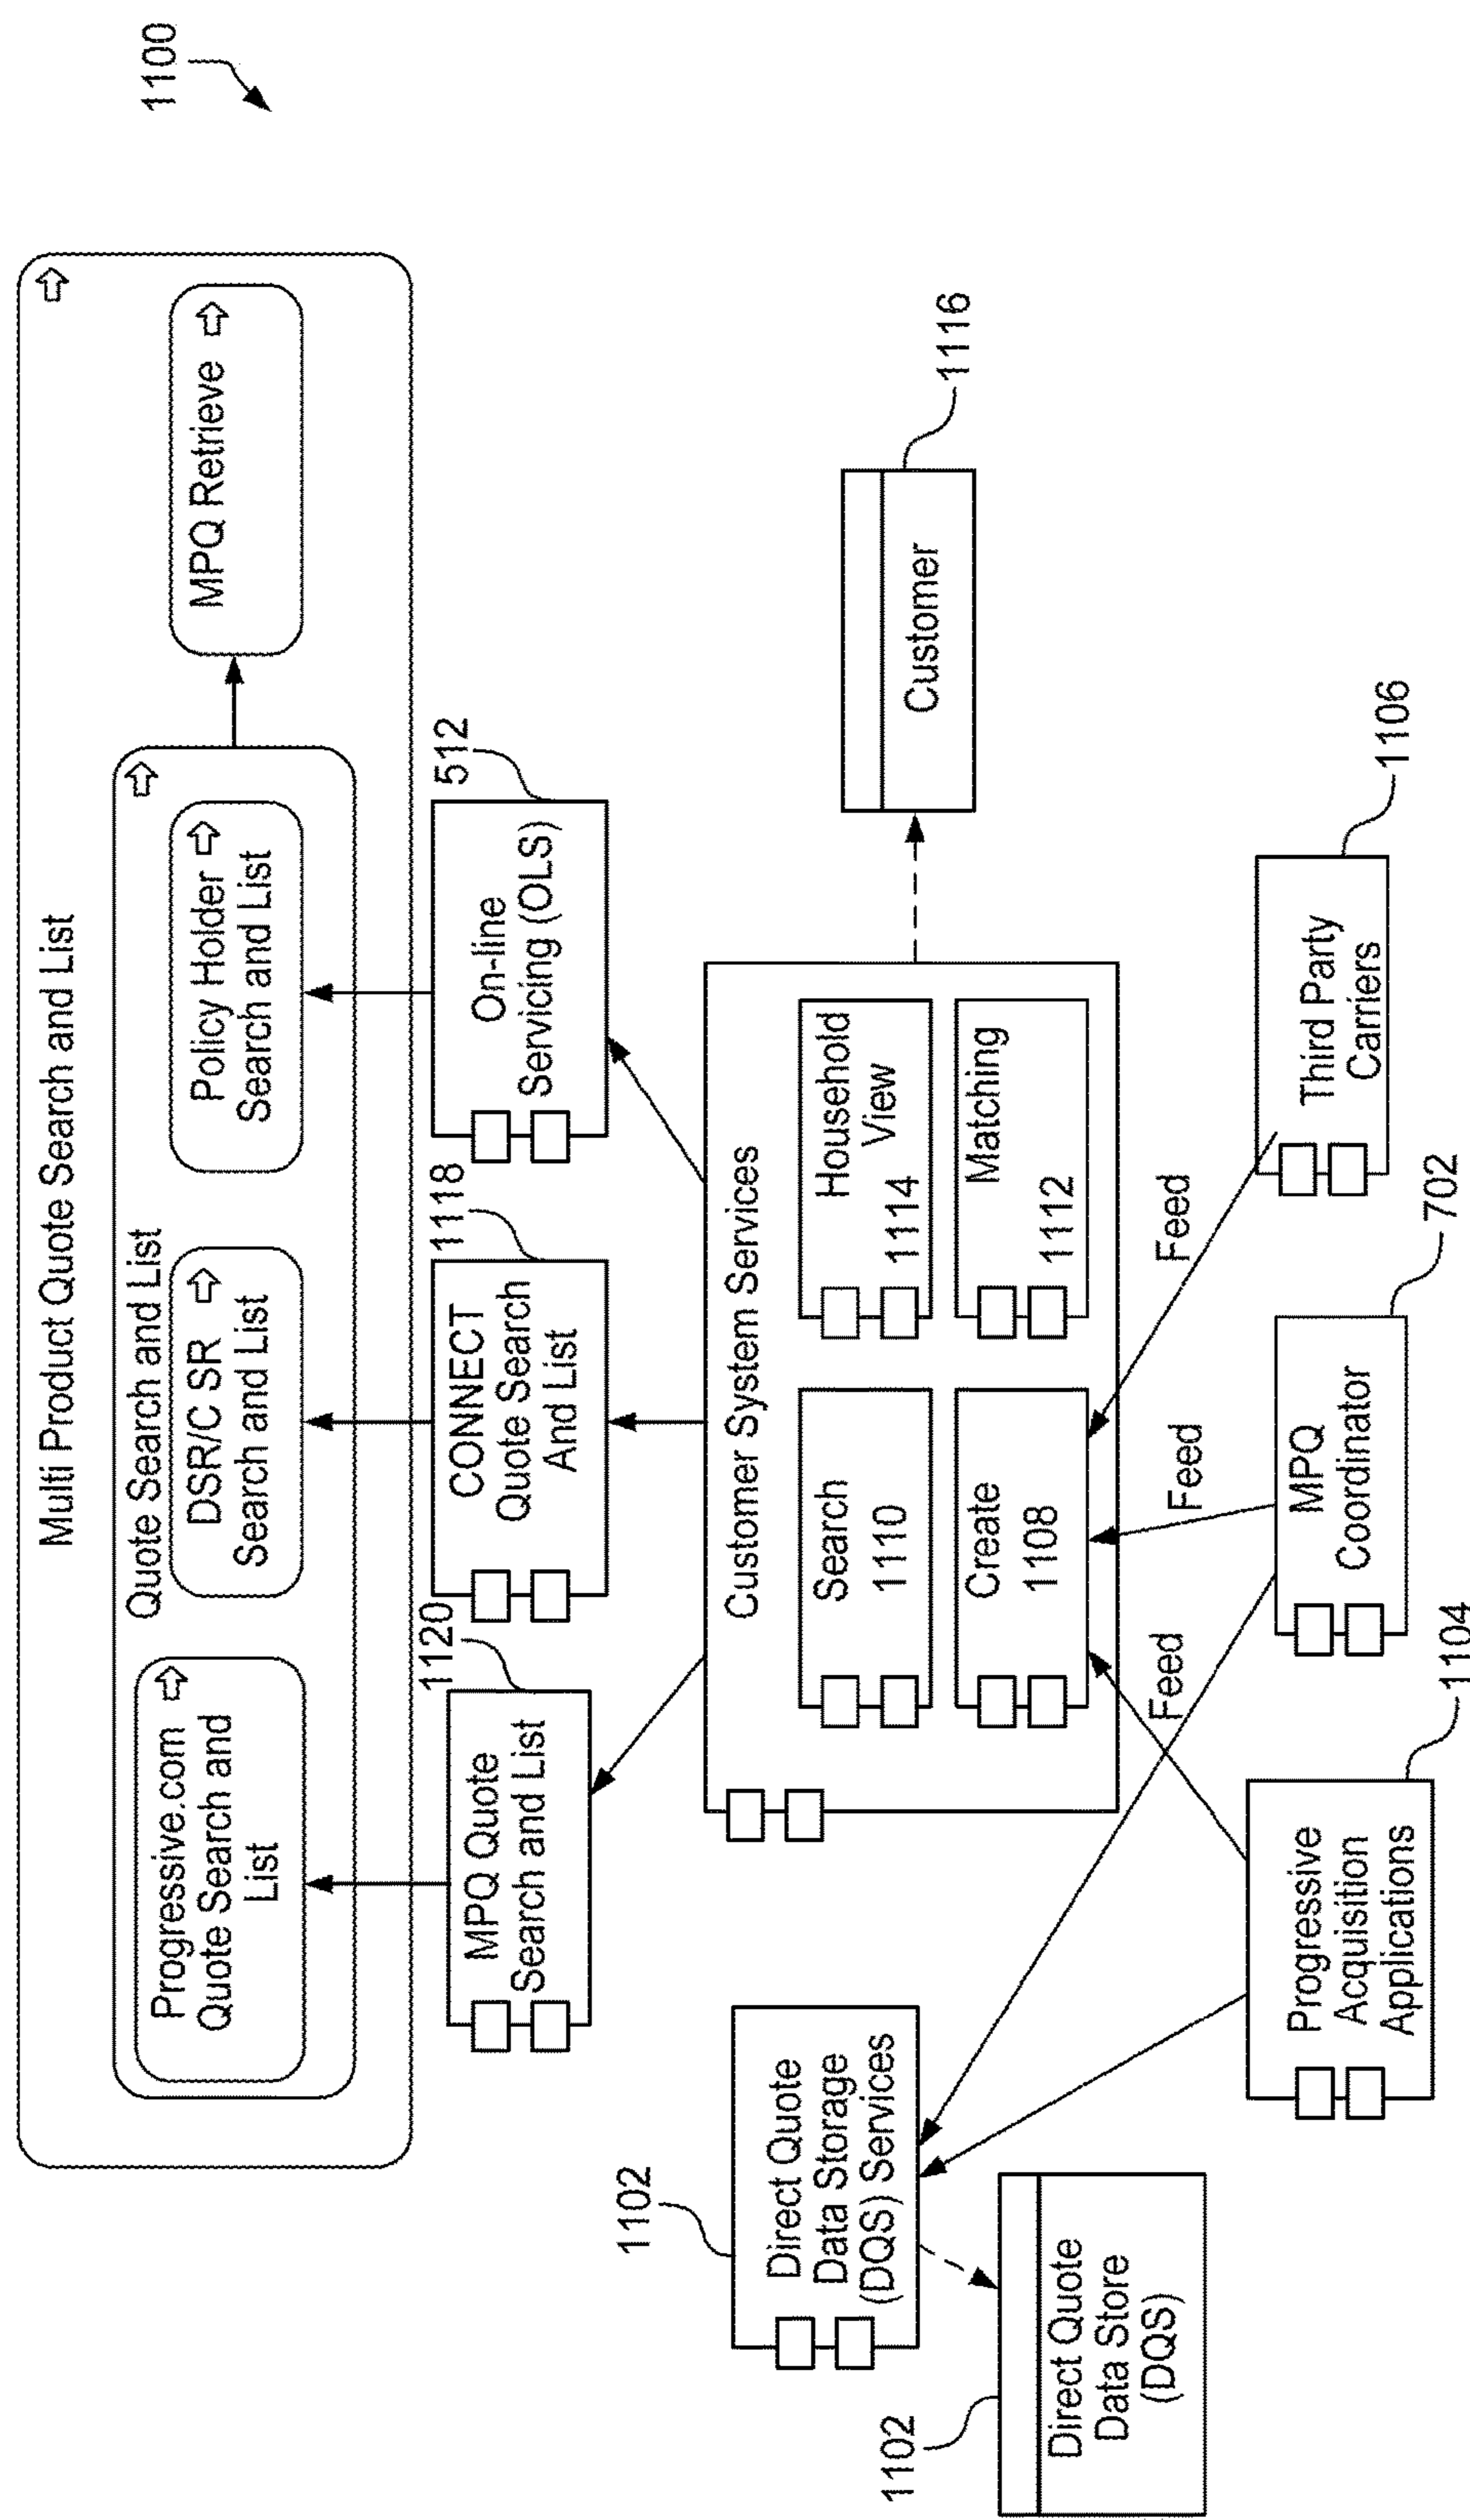 1100
Multi Product Quote Search and List
Quote Search and List
Progressive.com
Quote Search and
List
DSR/C SR
Search and List
Policy Holder
Search and List
MPQ Retrieve
1120
MPQ Quote
Search and List
1118
CONNECT
Quote Search
And List
512
On-line
Servicing (OLS)
1102
Direct Quote
Data Storage
(DQS) Services
Customer System Services
Search
1110
Household
View
1114
Create
1108
Matching
1112
Customer
1116
1102
Direct Quote
Data Store
(DQS)
Feed
Feed
Feed
Progressive
Acquisition
Applications
1104
MPQ
Coordinator
702
Third Party
Carriers
1106